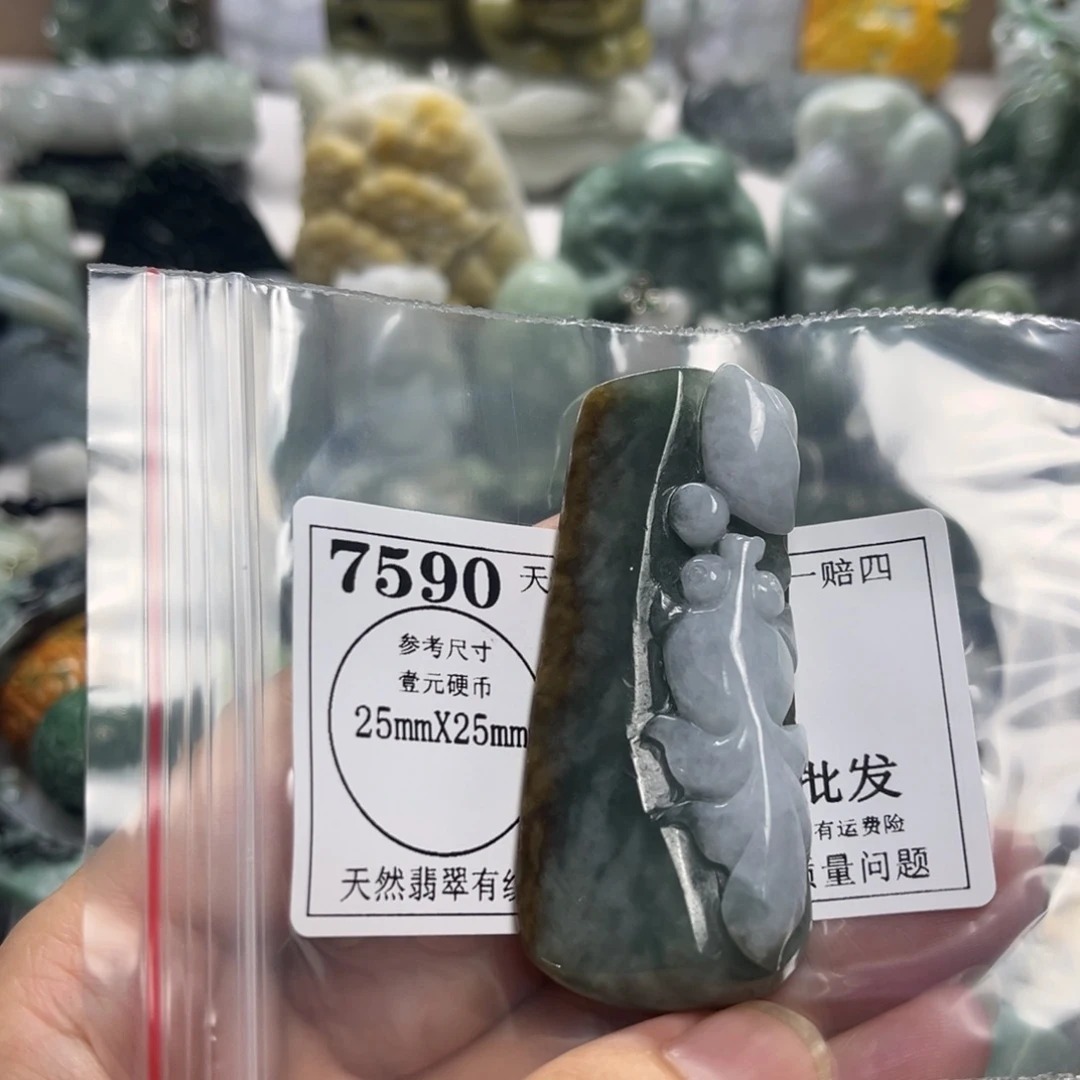 7590 天
一赔四
参考尺寸
壹元硬币
25mmX25mm
批发
有运费险
天然翡翠有
质量问题